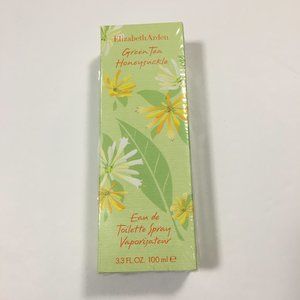 Elizabeth Arden
Green Tea
Honeysuckle
Eau de
Toilette Spray
Vaporisateur
3.3 FL.OZ. 100 ml e